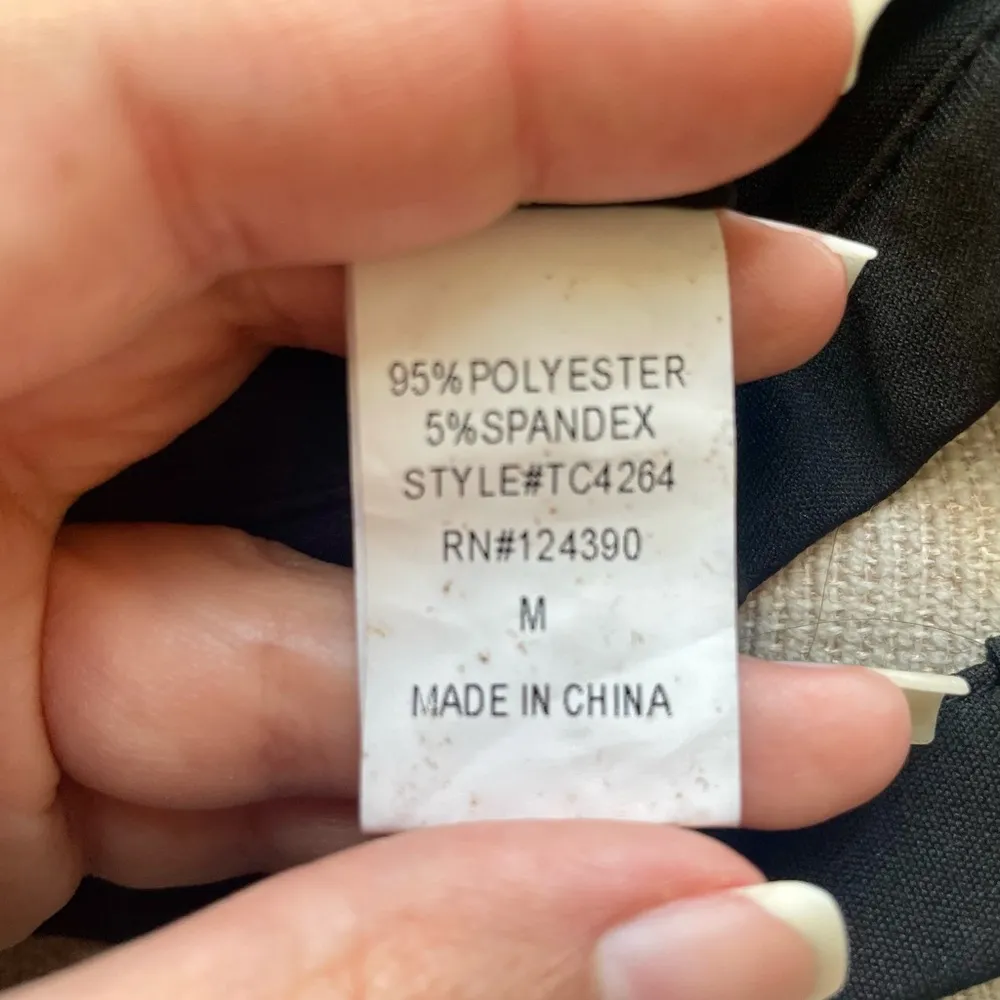 95% POLYESTER
5%SPANDEX
STYLE#TC4264
RN#124390
M
MADE IN CHINA